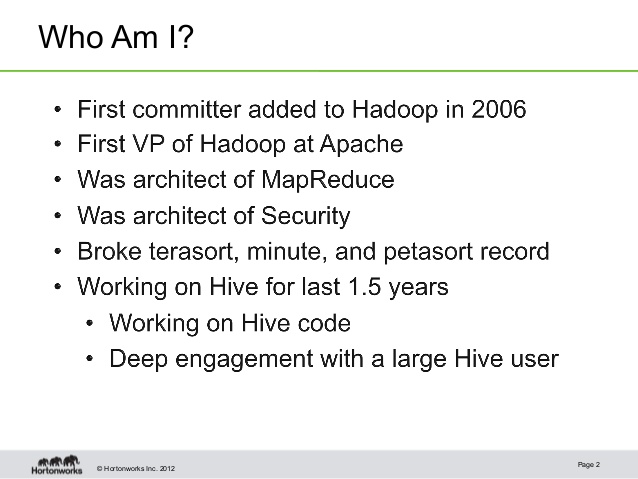 Who Am I?
• First committer added to Hadoop in 2006
• First VP of Hadoop at Apache
• Was architect of MapReduce
• Was architect of Security
• Broke terasort, minute, and petasort record
• Working on Hive for last 1.5 years
• Working on Hive code
• Deep engagement with a large Hive user
Hortonworks
© Hortonworks Inc. 2012
Page 2